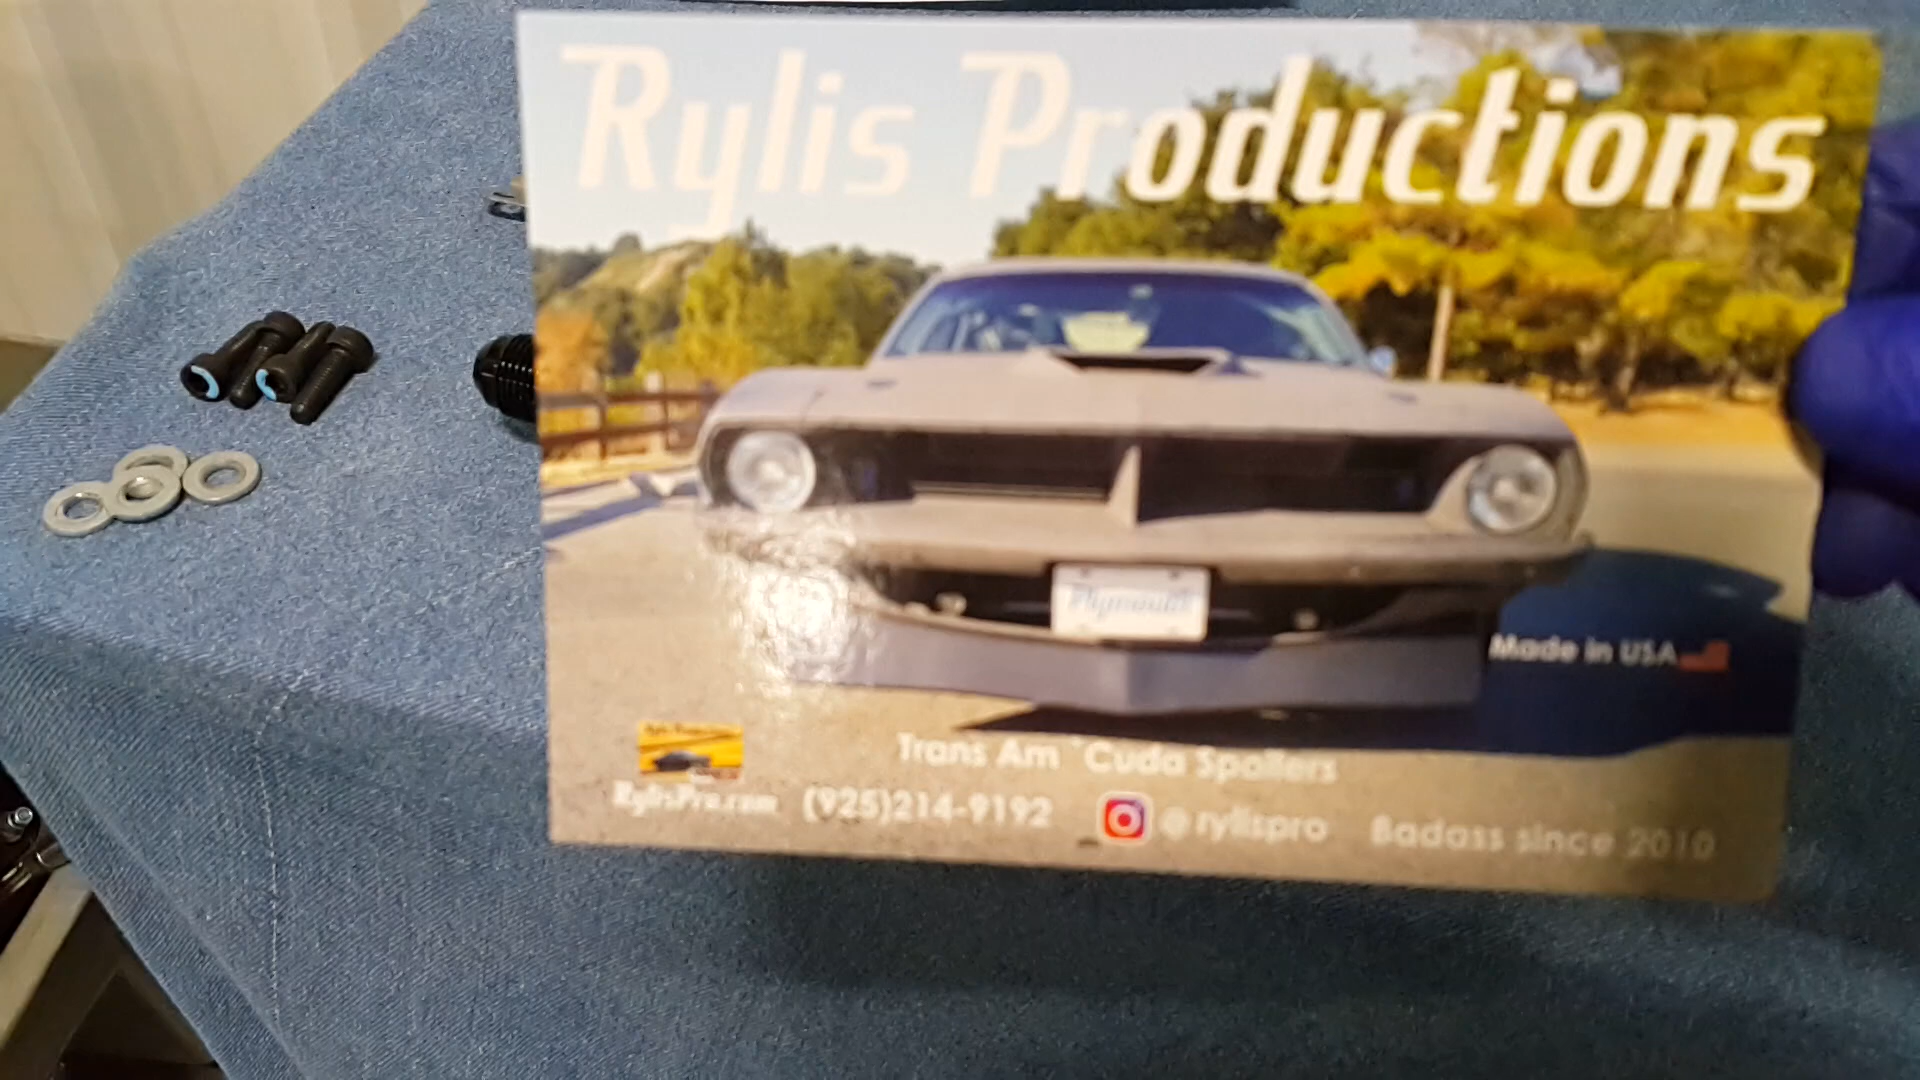 Rylis Productions
Plymouth
Made in USA
Trans Am `Cuda Spoilers
RylisPro.com (925)214-9192 @rylispro Badass since 2010